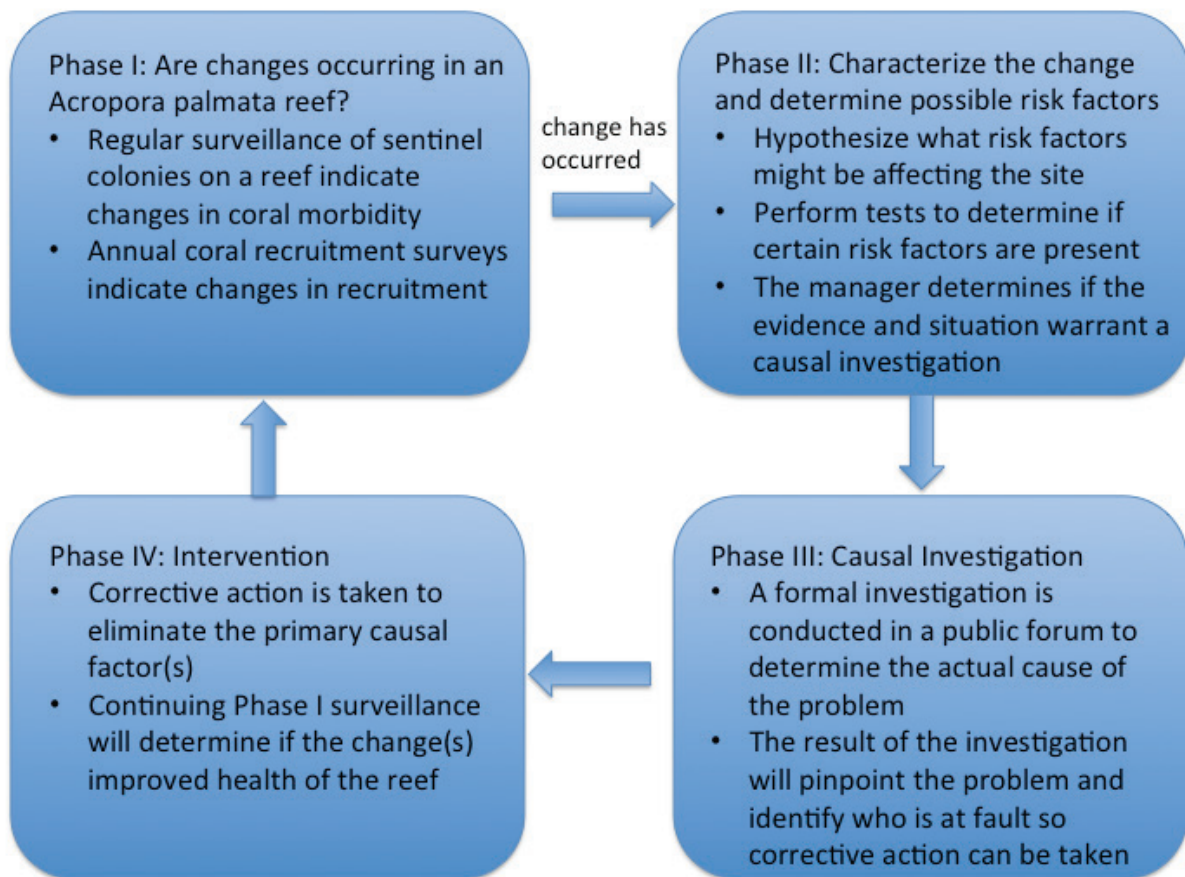 Phase I: Are changes occurring in an
Acropora palmata reef?
• Regular surveillance of sentinel
colonies on a reef indicate
changes in coral morbidity
• Annual coral recruitment surveys
indicate changes in recruitment
change has
occurred
Phase II: Characterize the change
and determine possible risk factors
• Hypothesize what risk factors
might be affecting the site
• Perform tests to determine if
certain risk factors are present
• The manager determines if the
evidence and situation warrant a
causal investigation
Phase III: Causal Investigation
• A formal investigation is
conducted in a public forum to
determine the actual cause of
the problem
• The result of the investigation
will pinpoint the problem and
identify who is at fault so
corrective action can be taken
Phase IV: Intervention
• Corrective action is taken to
eliminate the primary causal
factor(s)
• Continuing Phase I surveillance
will determine if the change(s)
improved health of the reef